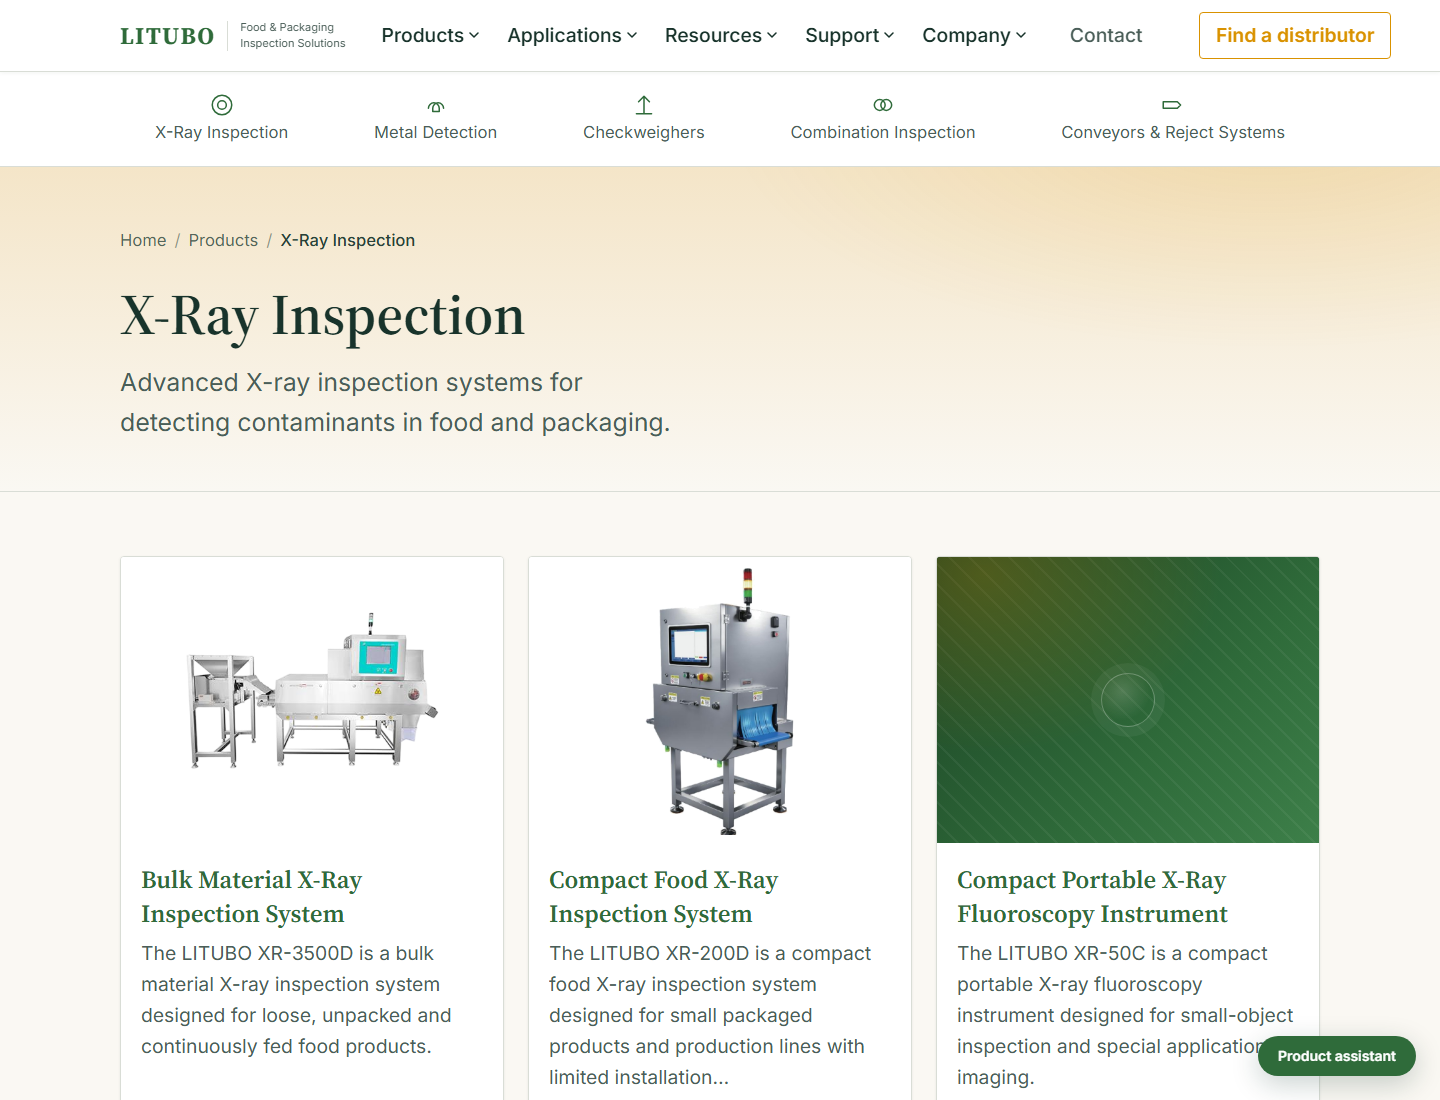 LITUBO
Food & Packaging
Inspection Solutions
Products
Applications
Resources
Support
Company
Contact
Find a distributor
X-Ray Inspection
Metal Detection
Checkweighers
Combination Inspection
Conveyors & Reject Systems
Home / Products / X-Ray Inspection
X-Ray Inspection
Advanced X-ray inspection systems for
detecting contaminants in food and packaging.
Bulk Material X-Ray
Inspection System
The LITUBO XR-3500D is a bulk
material X-ray inspection system
designed for loose, unpacked and
continuously fed food products.
Compact Food X-Ray
Inspection System
The LITUBO XR-200D is a compact
food X-ray inspection system
designed for small packaged
products and production lines with
limited installation...
Compact Portable X-Ray
Fluoroscopy Instrument
The LITUBO XR-50C is a compact
portable X-ray fluoroscopy
instrument designed for small-object
inspection and special application
imaging.
Product assistant